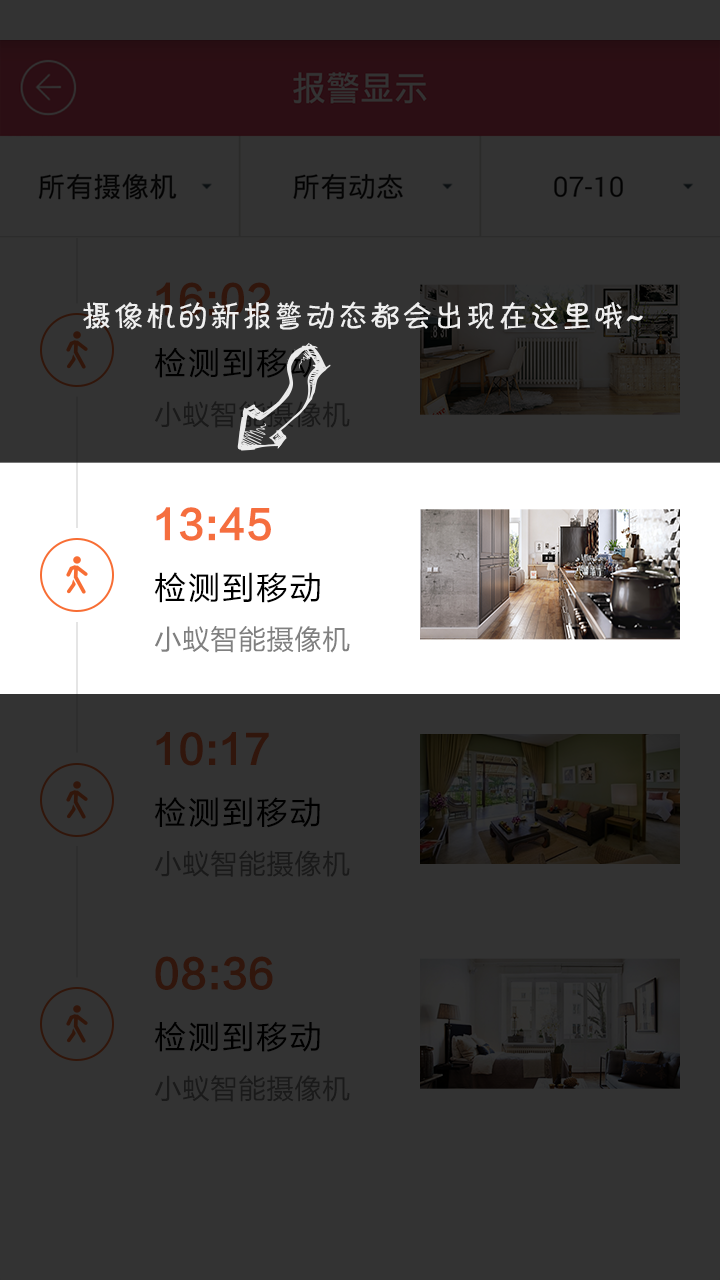 报警显示
所有摄像机
所有动态
07-10
16:02
摄像机的新报警动态都会出现在这里哦~
检测到移动
小蚁智能摄像机
13:45
检测到移动
小蚁智能摄像机
10:17
检测到移动
小蚁智能摄像机
08:36
检测到移动
小蚁智能摄像机